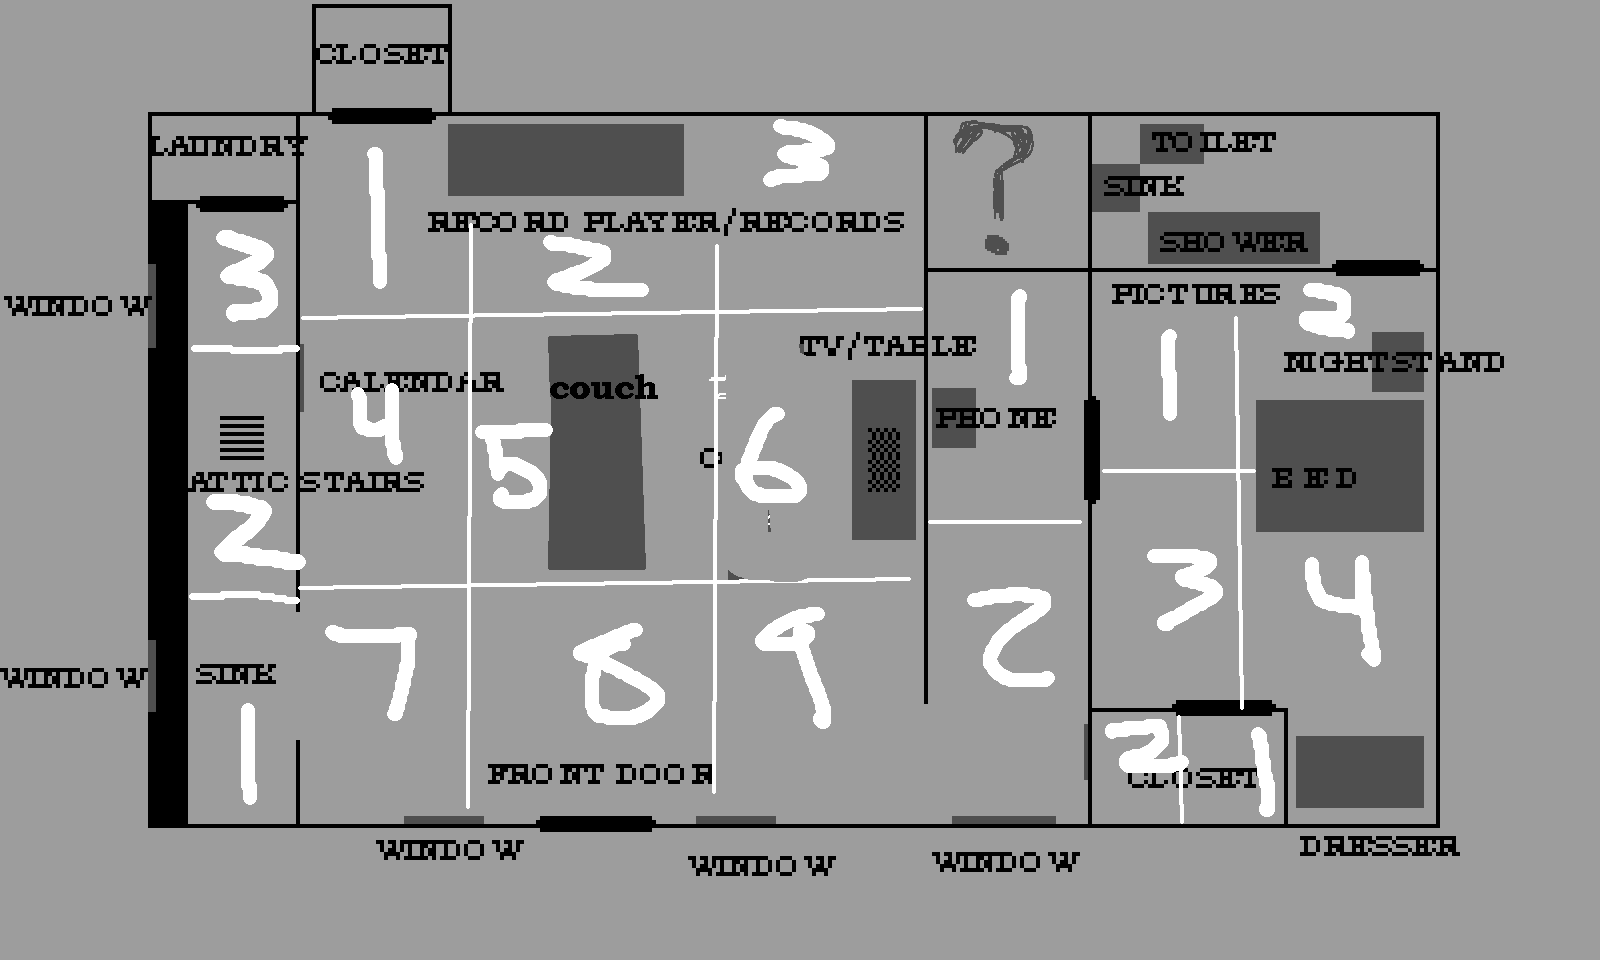 CLOSET
LAUNDRY
1
3
?
TOILET
SINK
RECORD PLAYER/RECORDS
SHOWER
3
2
WINDOW
1
PICTURES
2
TV/TABLE
1
NIGHTSTAND
CALENDAR
couch
4
5
6
PHONE
BED
ATTIC STAIRS
2
3
4
7
8
9
2
WINDOW
SINK
1
FRONT DOOR
2
1
CLOSET
WINDOW
WINDOW
WINDOW
DRESSER